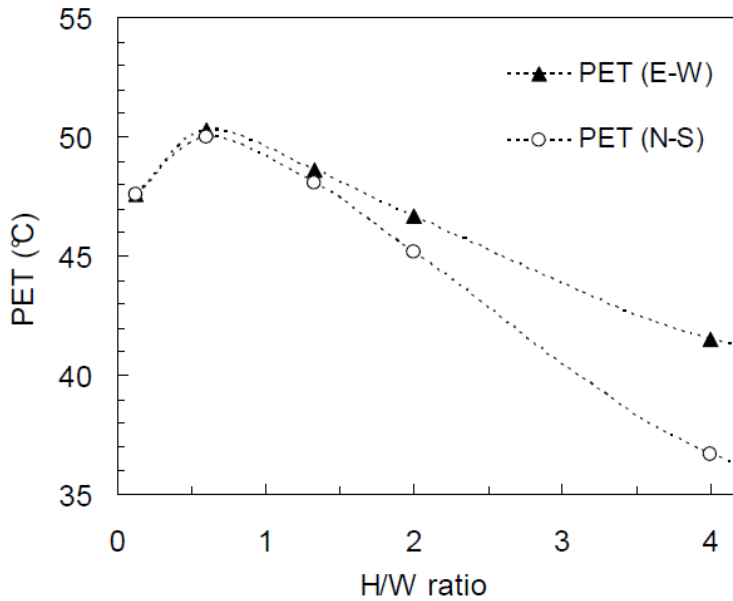 55
PET (E-W)
50
PET (N-S)
PET (℃)
45
40
35
0 1 2 3 4
H/W ratio